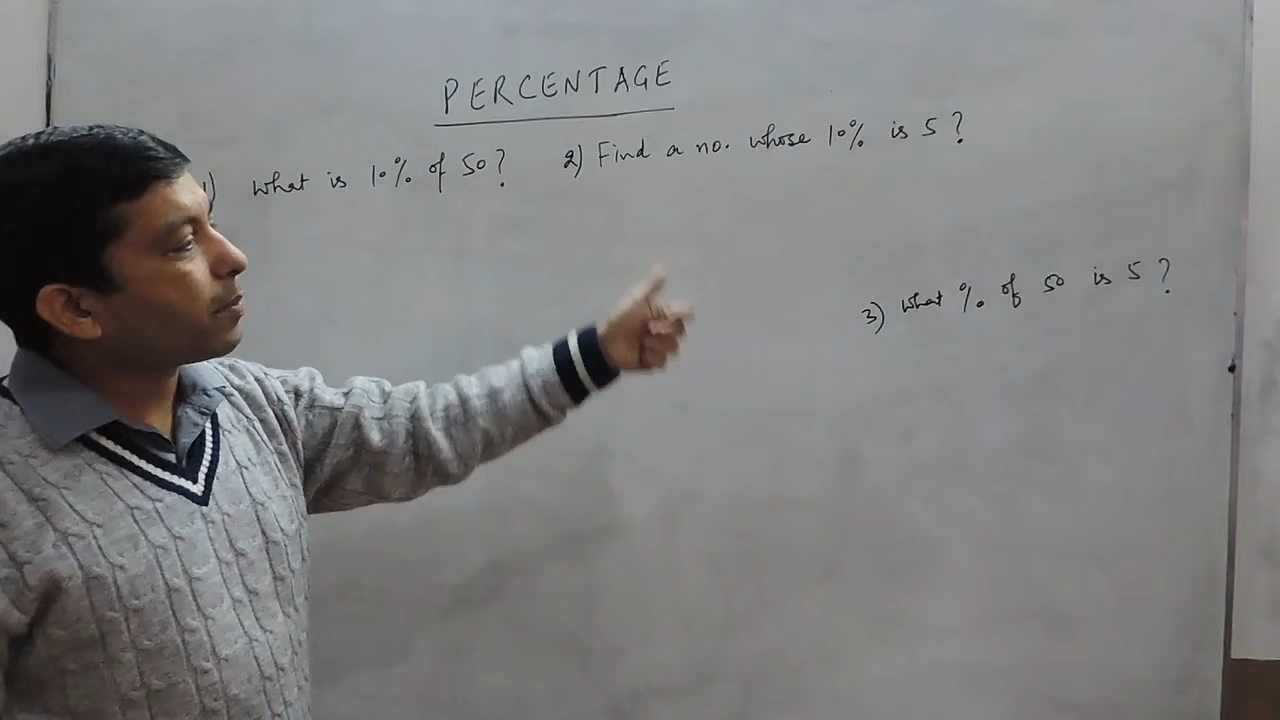 PERCENTAGE
1) What is 10% of 50?
2) Find a no. whose 10% is 5?
3) What % of 50 is 5?